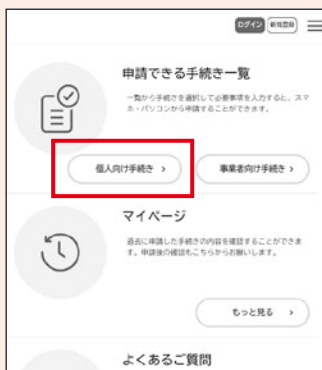 ログイン 新規登録
申請できる手続き一覧
一覧から手続きを選択して必要事項を入力すると、スマ
ホ・パソコンから申請することができます。
個人向け手続き ›
事業者向け手続き ›
マイページ
過去に申請した手続きの内容を確認することができま
す。申請後の確認もこちらからお願いします。
もっと見る ›
よくあるご質問